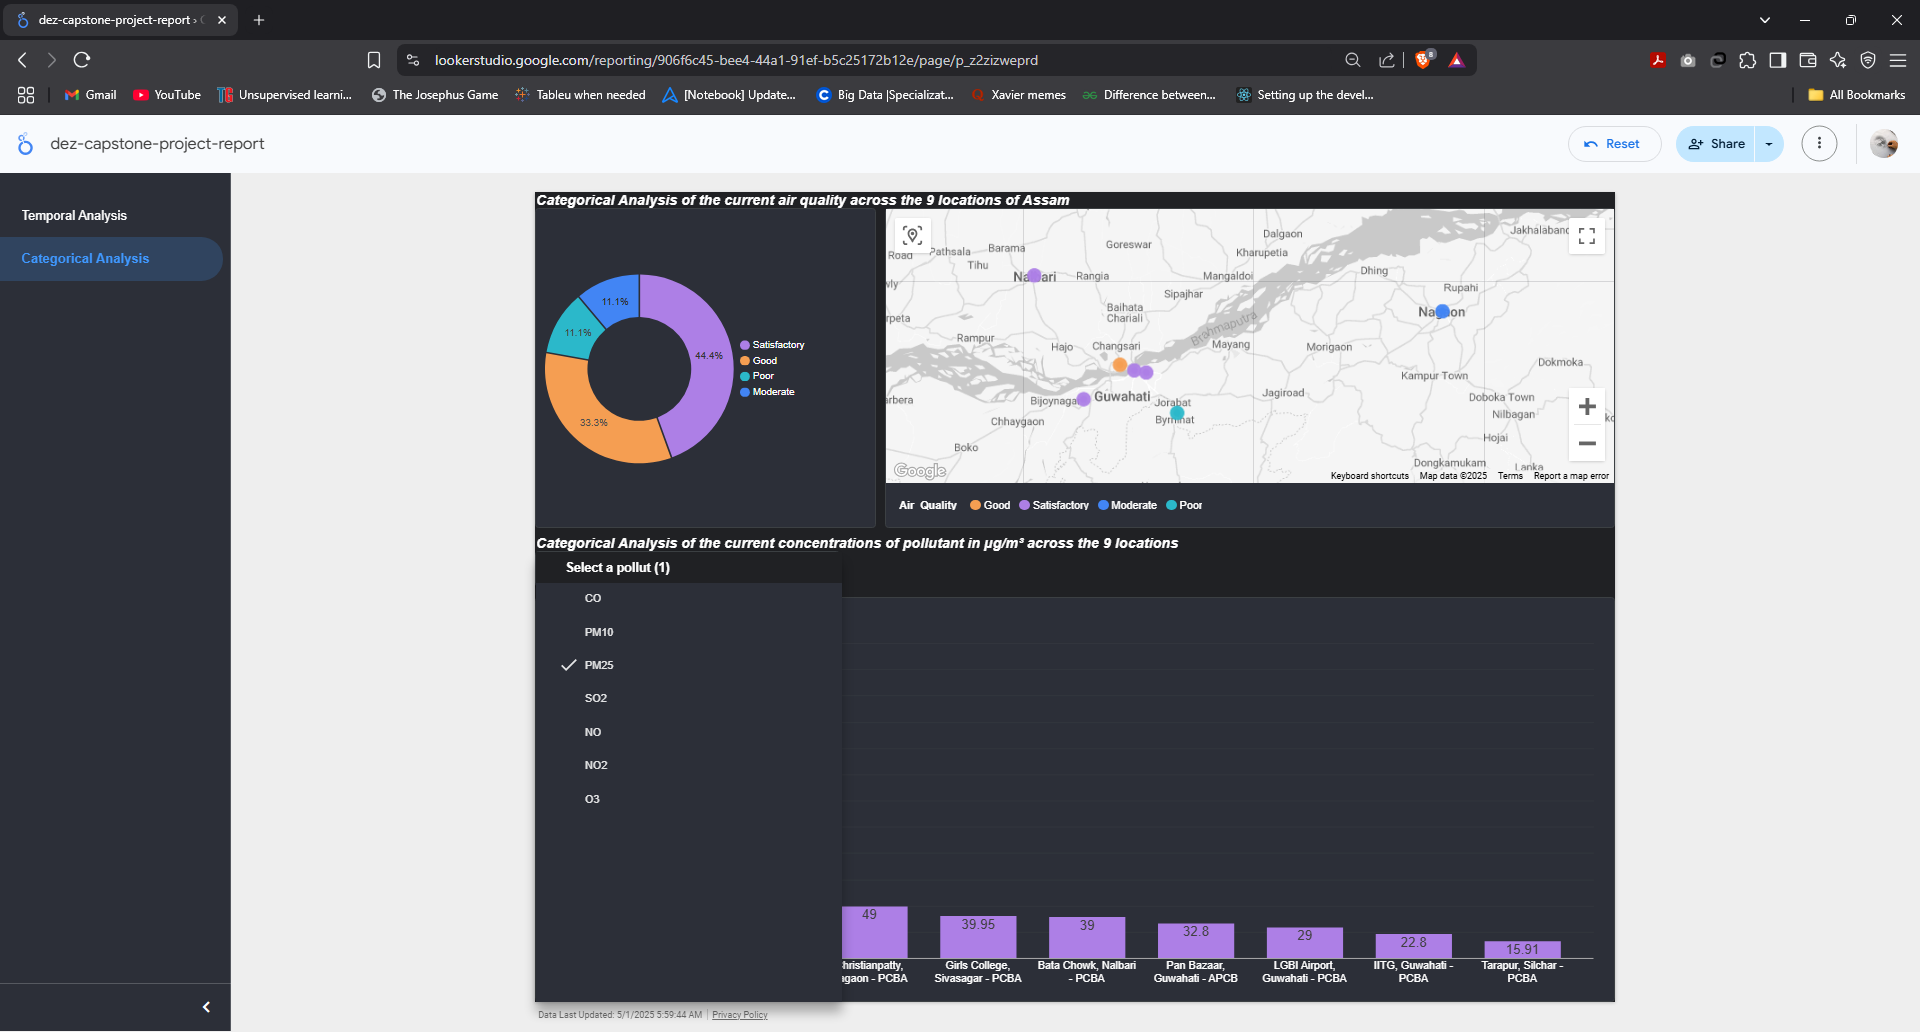 dez-capstone-project-report ›
lookerstudio.google.com/reporting/906f6c45-bee4-44a1-91ef-b5c25172b12e/page/p_z2zizweprd
8
Gmail
YouTube
Unsupervised learni...
The Josephus Game
Tableu when needed
[Notebook] Update...
Big Data |Specializat...
Xavier memes
Difference between...
Setting up the devel...
All Bookmarks
dez-capstone-project-report
Reset
Share
Temporal Analysis
Categorical Analysis
Categorical Analysis of the current air quality across the 9 locations of Assam
11.1%
11.1%
44.4%
33.3%
Satisfactory
Good
Poor
Moderate
Road
Pathsala
Barama
Goreswar
Dalgaon
Kharupetia
Jakhalaband
Tihu
Rangia
Mangaldoi
Dhing
Rupahi
Sipajhar
Baihata
Chariali
Brahmaputra
Rampur
Hajo
Changsari
Mayang
Morigaon
Dokmoka
Kampur Town
Bijoynagar
Guwahati
Jorabat
Jagiroad
Doboka Town
Nilbagan
Chhaygaon
Hojai
Boko
Dongkamukam
Lanka
Google
Keyboard shortcuts
Map data ©2025
Terms
Report a map error
Air Quality
Good
Satisfactory
Moderate
Poor
Categorical Analysis of the current concentrations of pollutant in µg/m³ across the 9 locations
Select a pollut (1)
CO
PM10
PM25
SO2
NO
NO2
O3
49
39.95
39
32.8
29
22.8
15.91
hristianpatty,
gaon - PCBA
Girls College,
Sivasagar - PCBA
Bata Chowk, Nalbari
- PCBA
Pan Bazaar,
Guwahati - APCB
LGBI Airport,
Guwahati - PCBA
IITG, Guwahati -
PCBA
Tarapur, Silchar -
PCBA
Data Last Updated: 5/1/2025 5:59:44 AM
Privacy Policy